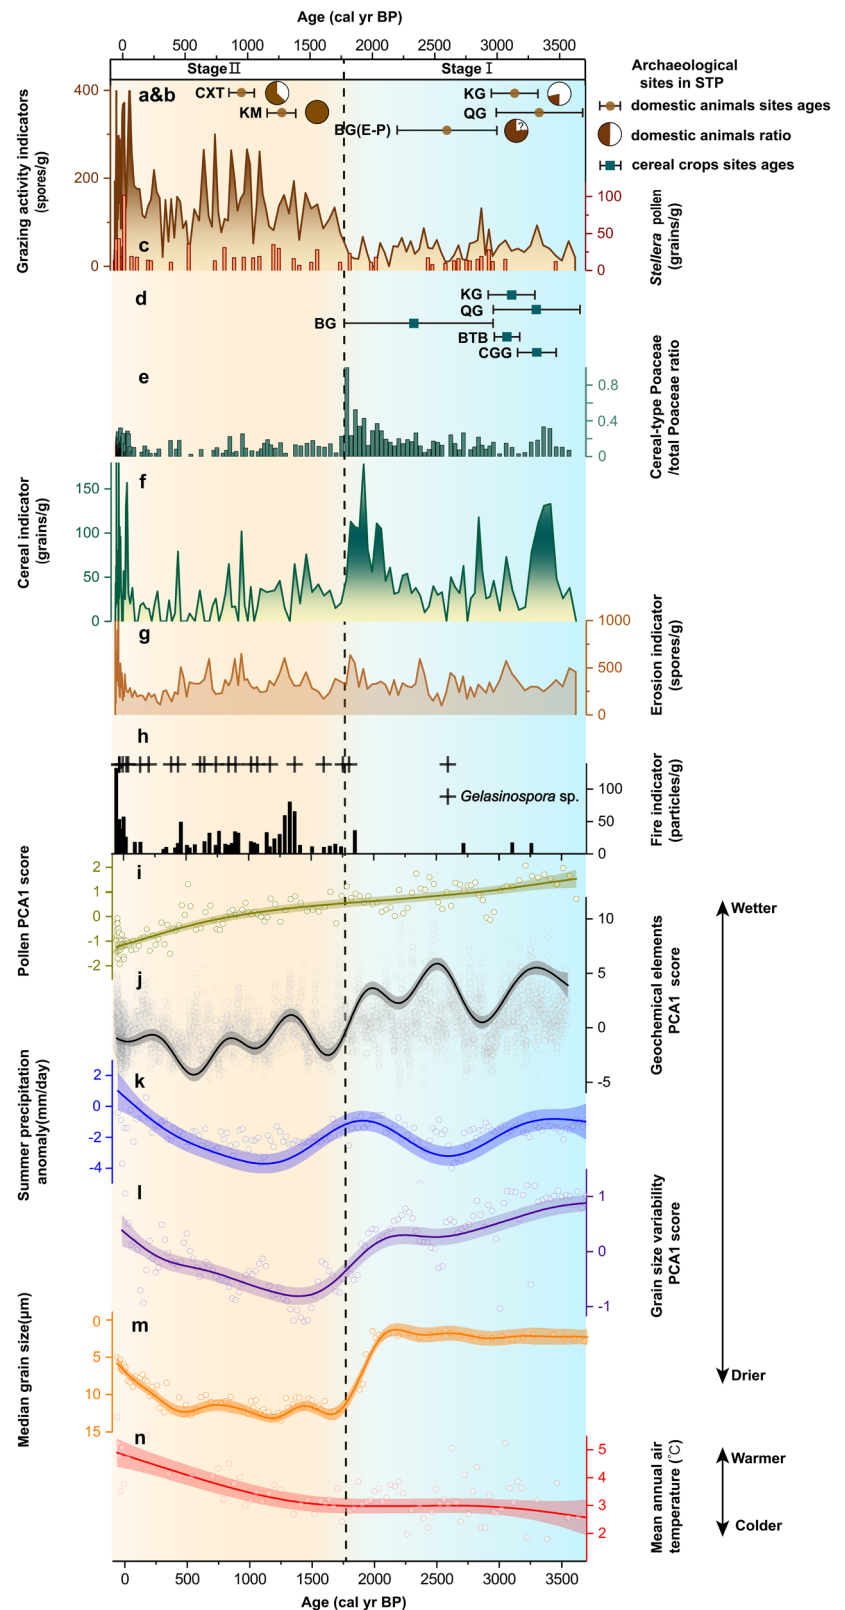 Age (cal yr BP)
0 500 1000 1500 2000 2500 3000 3500
Stage Ⅱ Stage Ⅰ
Archaeological
sites in STP
domestic animals sites ages
domestic animals ratio
cereal crops sites ages
a&b
CXT
KM
KG
QG
BG(E-P)
?
Grazing activity indicators
(spores/g)
400
200
0
c
Stellera pollen
(grains/g)
100
50
0
d
KG
QG
BG
BTB
CGG
e
Cereal-type Poaceae
/total Poaceae ratio
0.8
0.4
0
f
Cereal indicator
(grains/g)
150
100
50
0
g
Erosion indicator
(spores/g)
1000
500
0
h
Gelasinospora sp.
Fire indicator
(particles/g)
100
50
0
i
Pollen PCA1 score
2
1
0
-1
-2
j
Geochemical elements
PCA1 score
10
5
0
-5
k
Summer precipitation
anomaly(mm/day)
2
0
-2
-4
l
Grain size variability
PCA1 score
1
0
-1
m
Median grain size(μm)
0
5
10
15
Wetter
Drier
n
Mean annual air
temperature (℃)
5
4
3
2
Warmer
Colder
0 500 1000 1500 2000 2500 3000 3500
Age (cal yr BP)